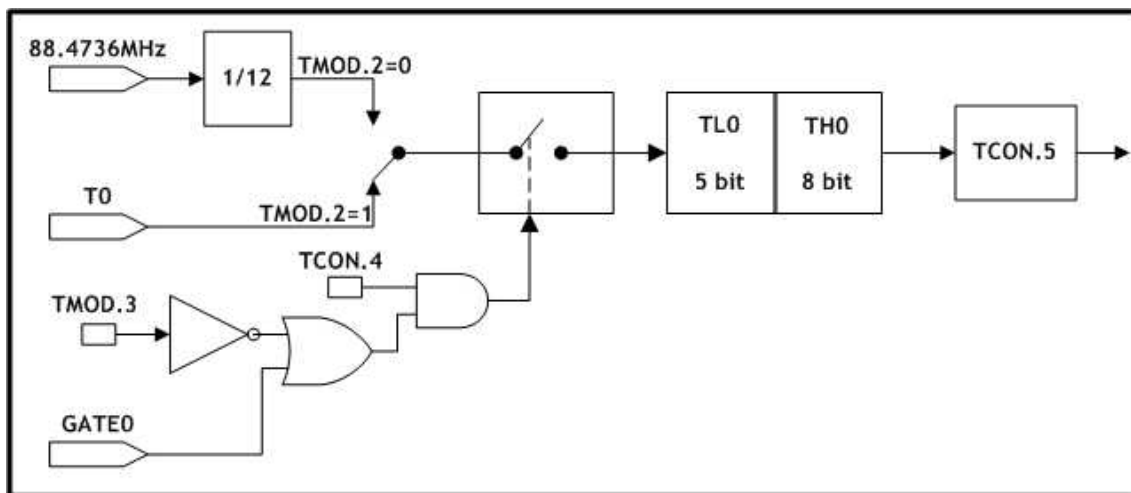 88.4736MHz
1/12
TMOD.2=0
T0
TMOD.2=1
TL0
5 bit
TH0
8 bit
TCON.5
TCON.4
TMOD.3
GATE0